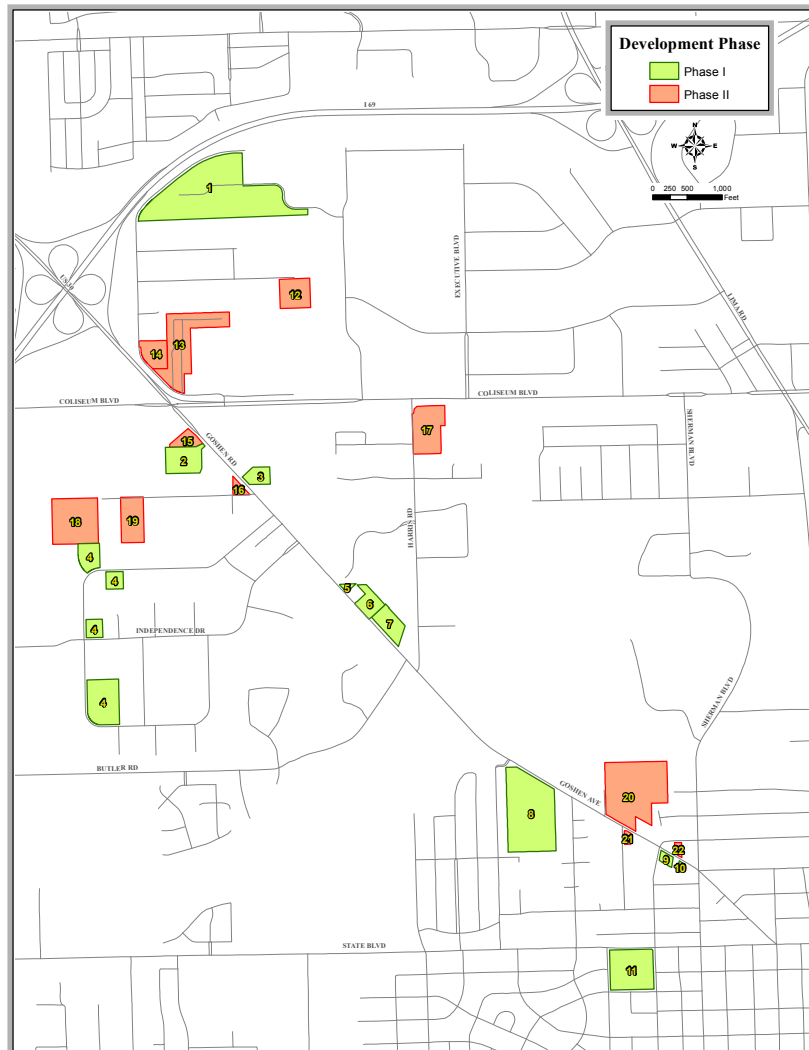 Development Phase
Phase I
Phase II
I 69
N
W E
S
0 250 500 1,000
Feet
1
EXECUTIVE BLVD
US 30
12
LIMA RD
13
14
COLISEUM BLVD
COLISEUM BLVD
17
SHERMAN BLVD
15
GOSHEN RD
2
3
16
18
19
HARRIS RD
4
4
5
6
7
4
INDEPENDENCE DR
4
SHERMAN BLVD
BUTLER RD
GOSHEN AVE
20
8
21
22
9
10
STATE BLVD
11